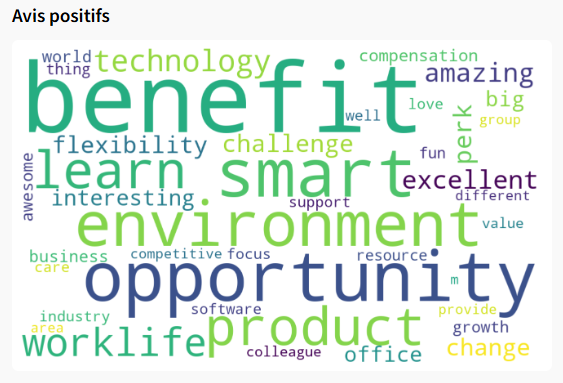 Avis positifs
world
thing
technology
compensation
amazing
benefit
well
love
big
group
perk
flexibility
challenge
fun
awesome
learn
smart
excellent
interesting
support
different
environment
value
business
competitive
focus
resource
care
opportunity
m
software
provide
industry
area
product
growth
worklife
colleague
office
change